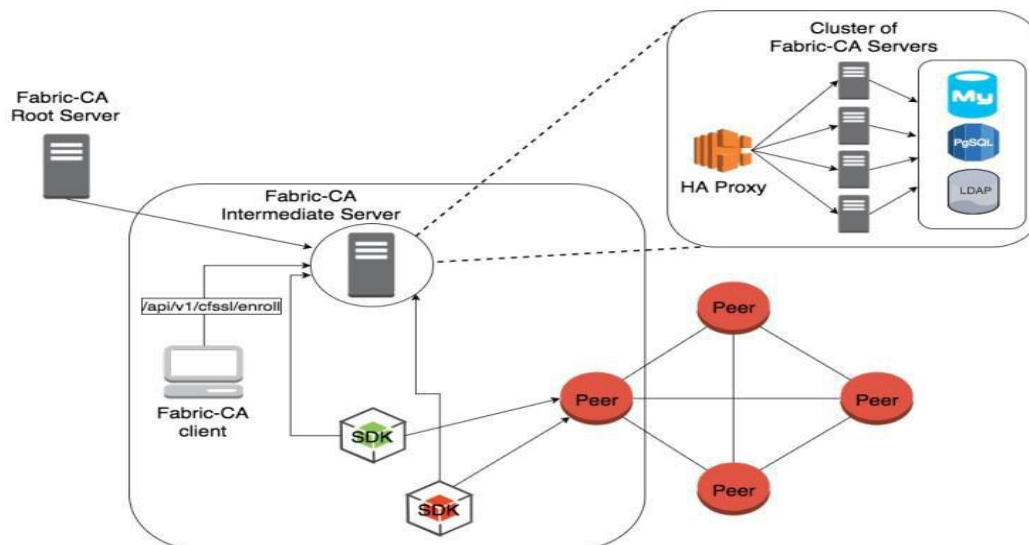 Cluster of
Fabric-CA Servers
Fabric-CA
Root Server
My
PgSQL
HA Proxy
LDAP
Fabric-CA
Intermediate Server
/api/v1/cfssl/enroll
Peer
Fabric-CA
client
Peer
Peer
SDK
Peer
SDK